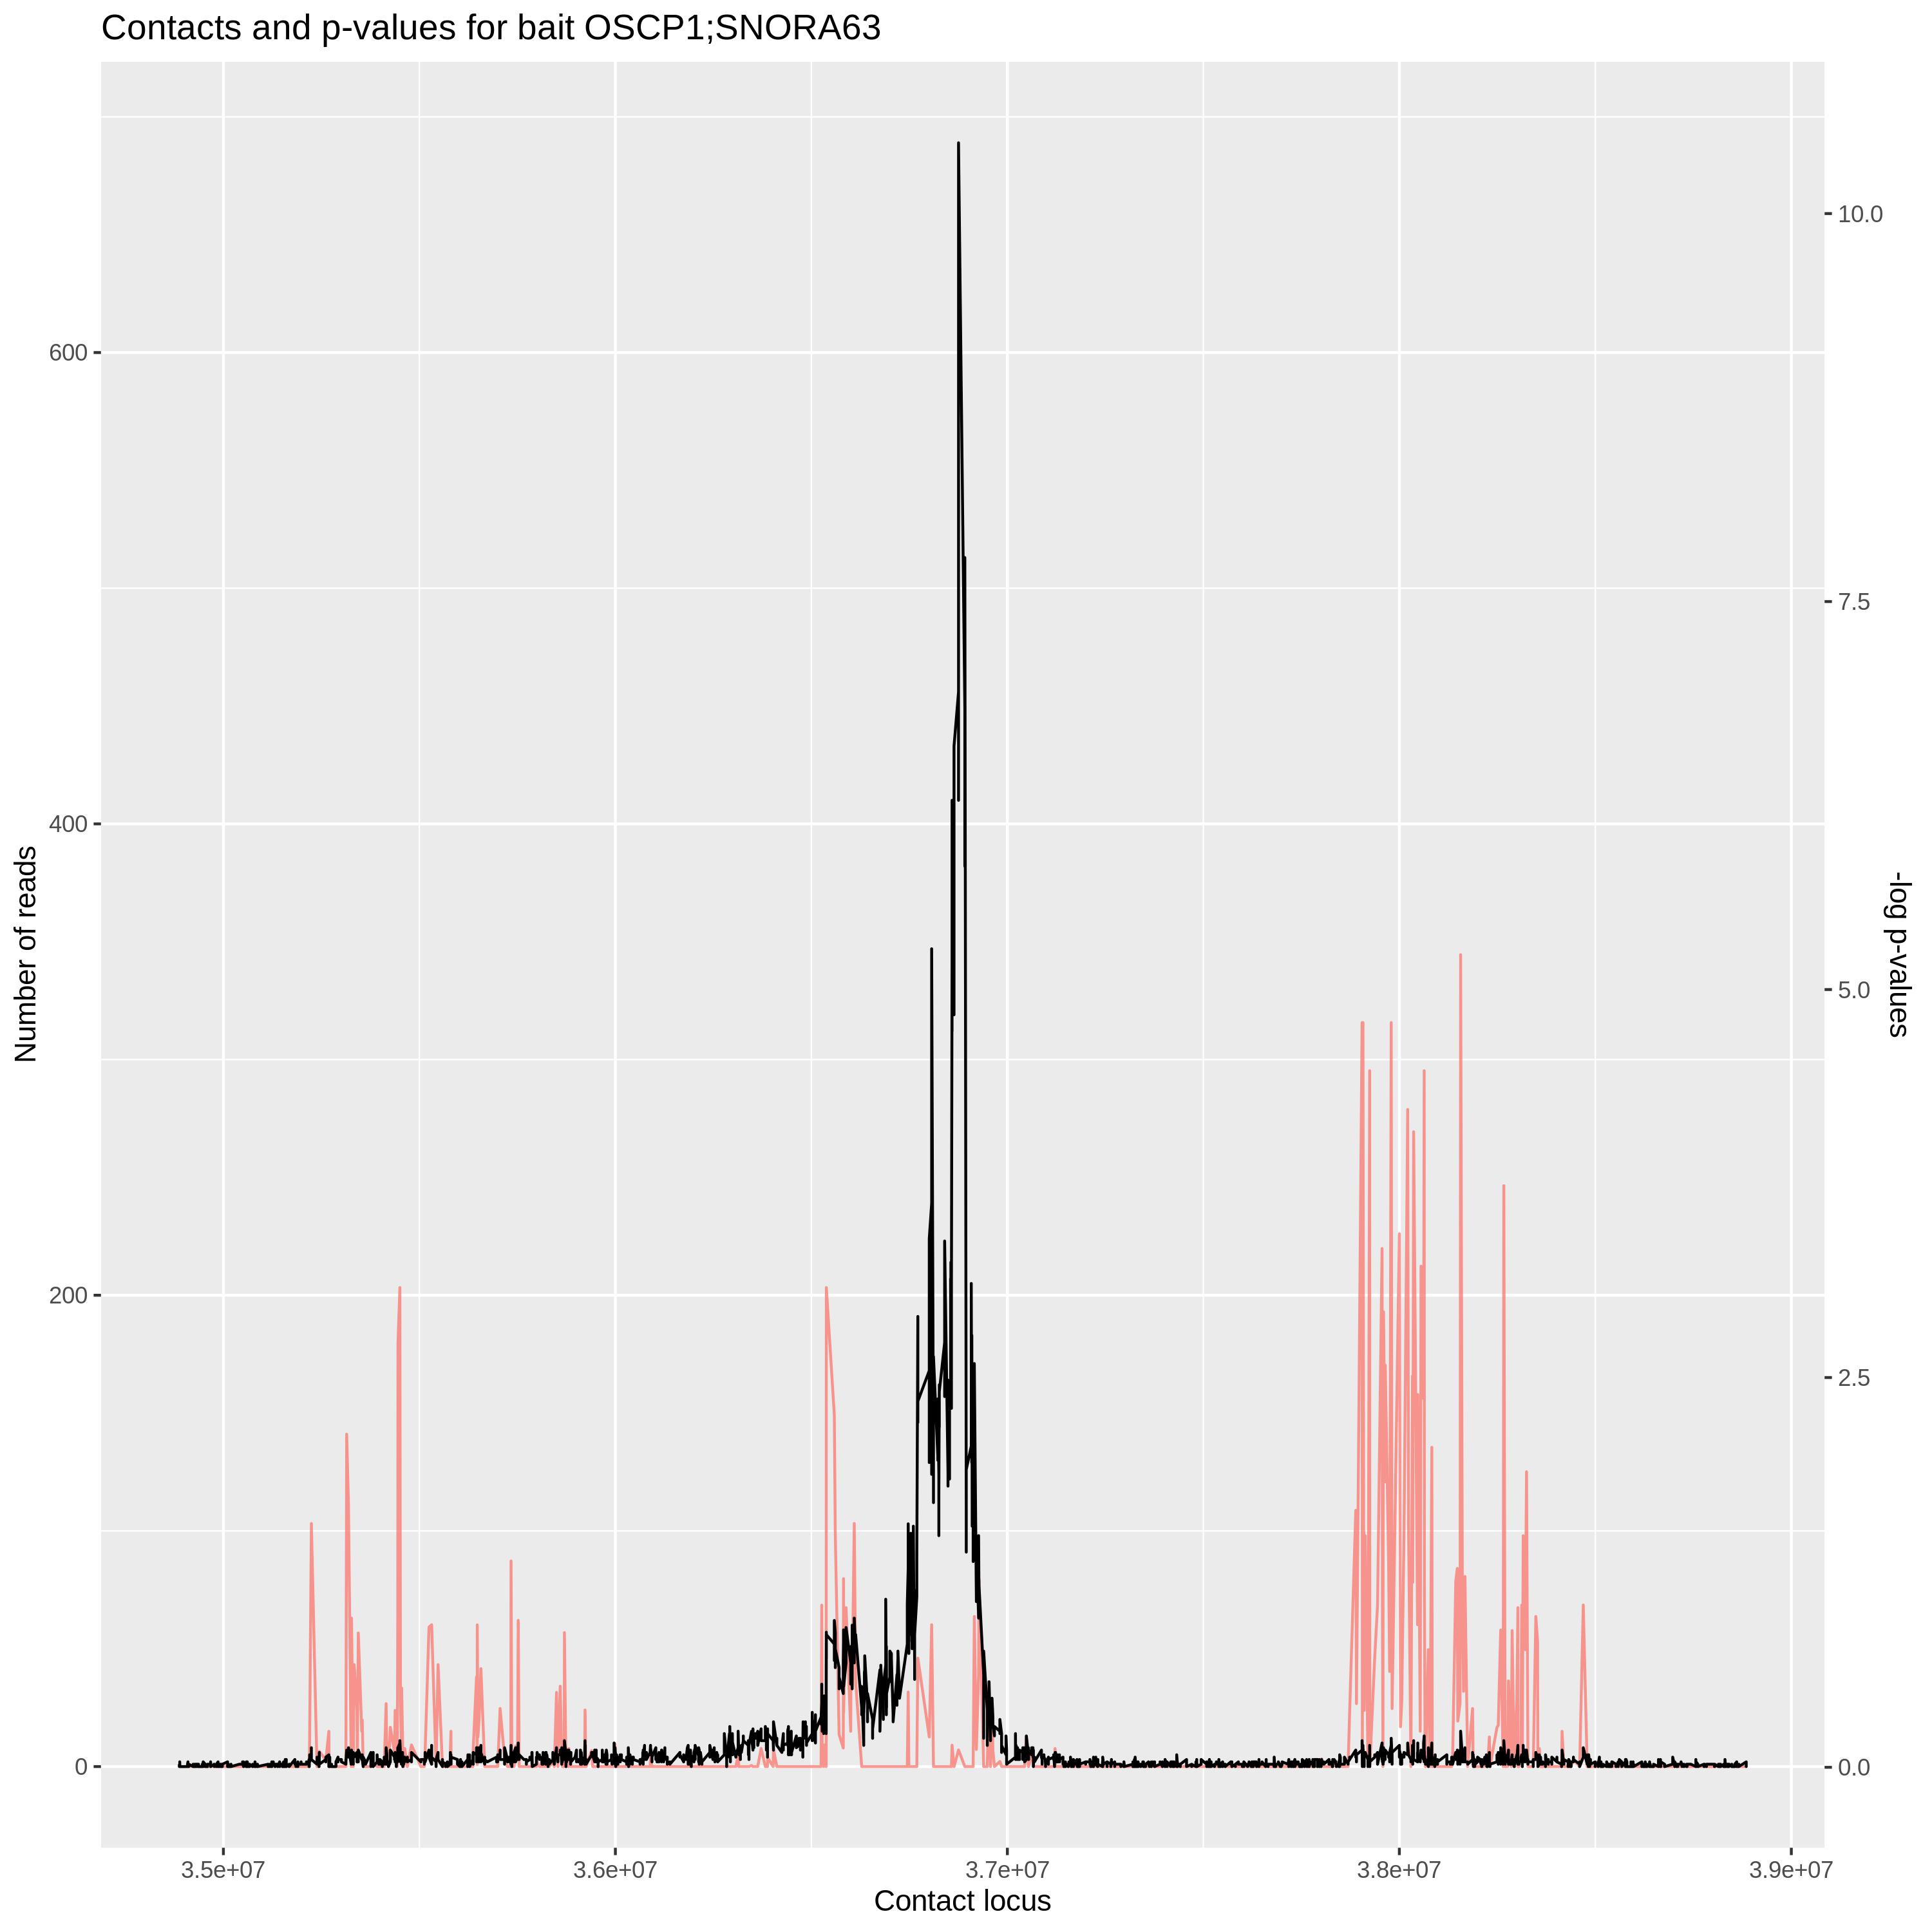 Contacts and p-values for bait OSCP1;SNORA63
Number of reads
600
400
200
0
10.0
7.5
5.0
2.5
0.0
-log p-values
3.5e+07 3.6e+07 3.7e+07 3.8e+07 3.9e+07
Contact locus